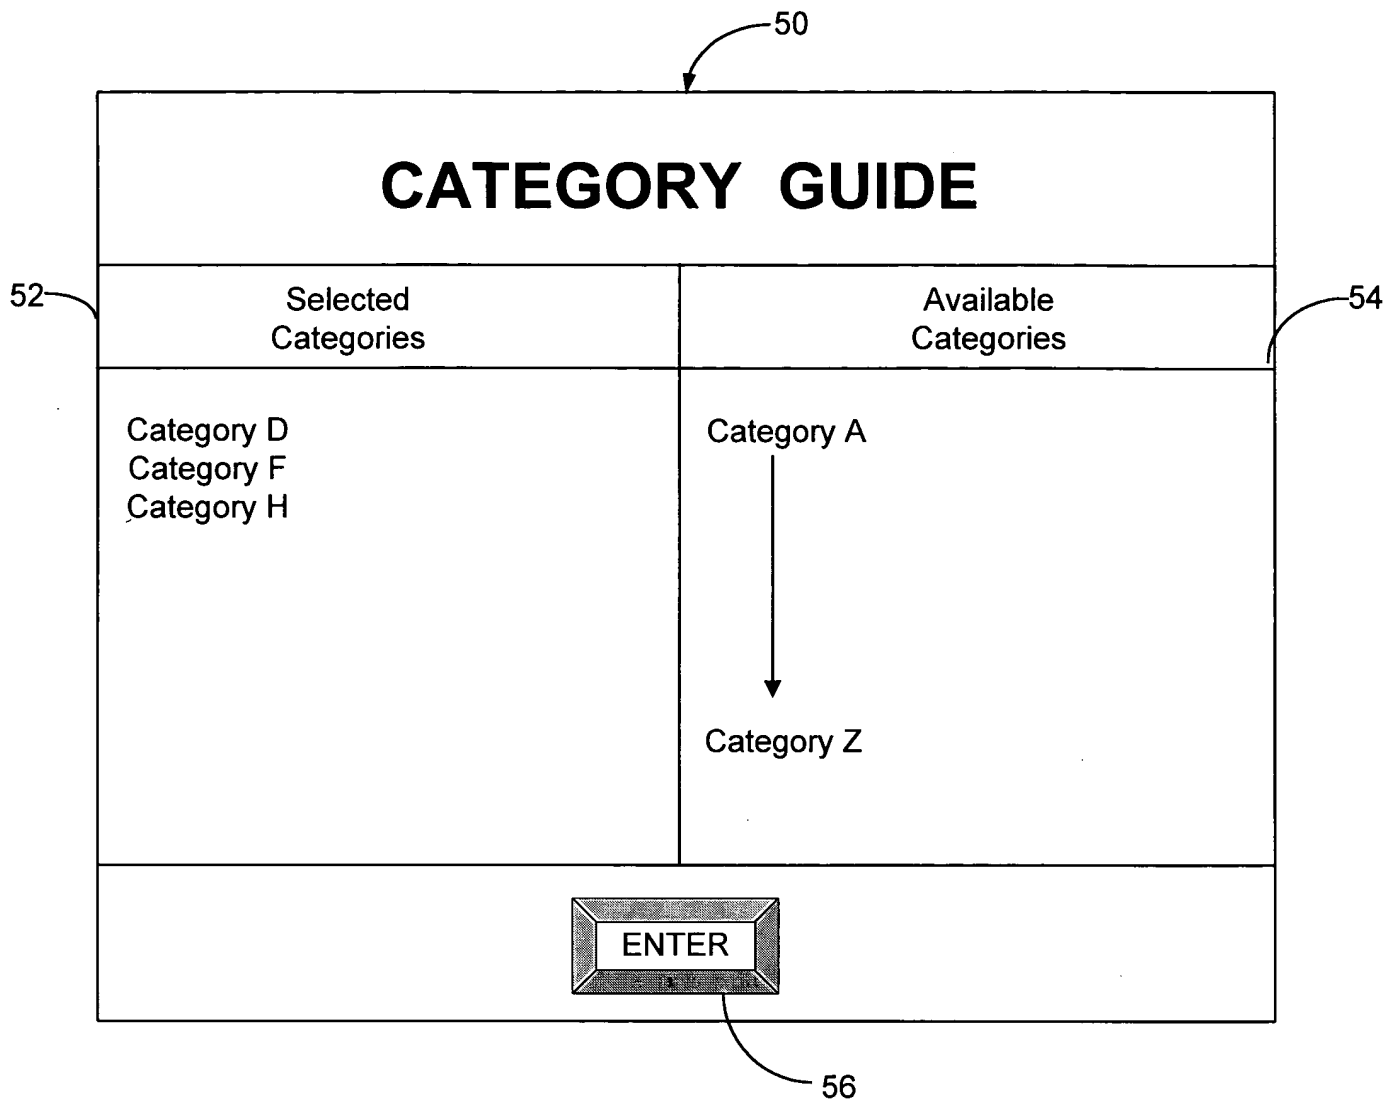 50
CATEGORY GUIDE
52
Selected
Categories
Available
Categories
54
Category D
Category F
Category H
Category A
Category Z
ENTER
56